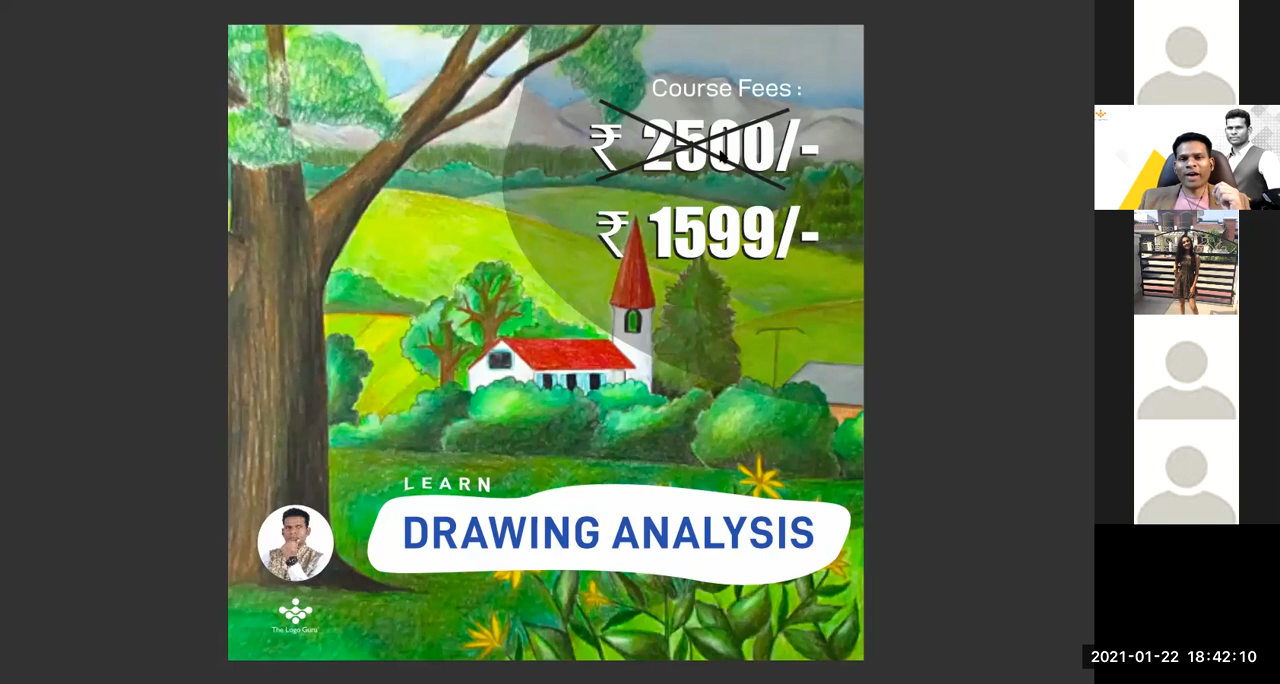 Course Fees :
₹ 2500/-
₹ 1599/-
LEARN
DRAWING ANALYSIS
The Logo Guru
2021-01-22 18:42:10